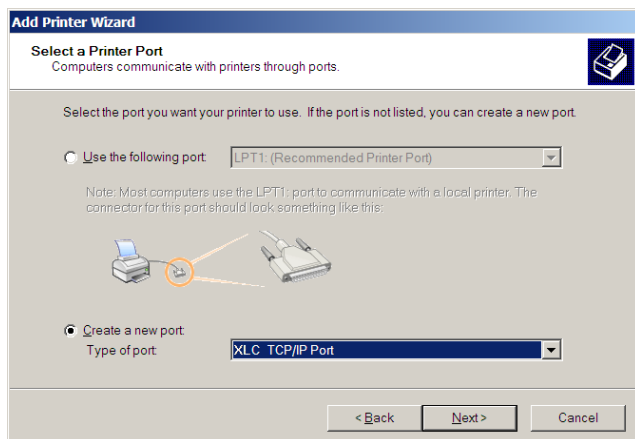 Add Printer Wizard
Select a Printer Port
Computers communicate with printers through ports.
Select the port you want your printer to use. If the port is not listed, you can create a new port.
Use the following port:
LPT1: (Recommended Printer Port)
Note: Most computers use the LPT1: port to communicate with a local printer. The
connector for this port should look something like this:
Create a new port:
Type of port:
XLC TCP/IP Port
< Back
Next >
Cancel